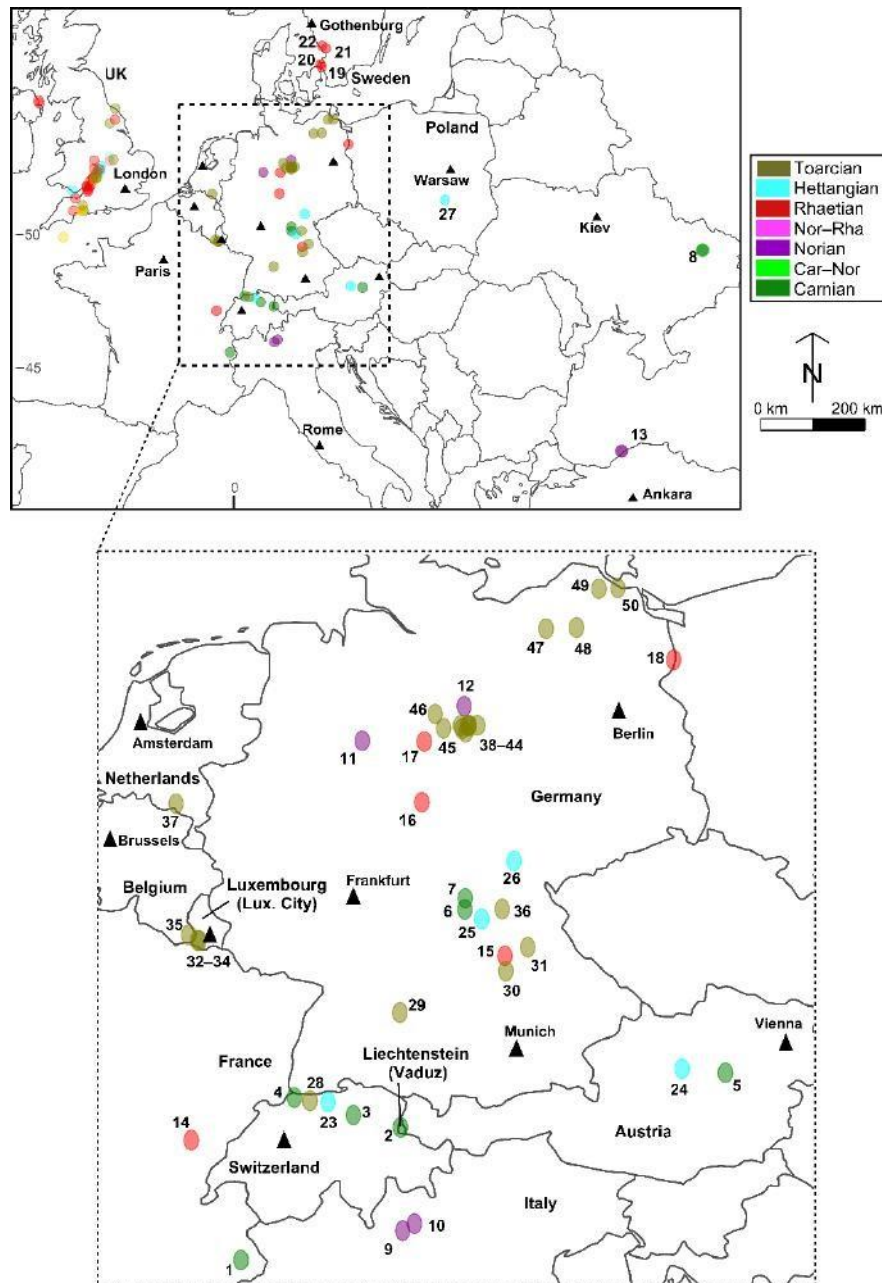 Gothenburg
22
21
20
19
UK
Sweden
Poland
London
Warsaw
27
Kiev
-50
8
Paris
-45
Rome
13
0
Ankara
Toarcian
Hettangian
Rhaetian
Nor–Rha
Norian
Car–Nor
Carnian
N
0 km
200 km
49
50
47
48
18
12
46
Amsterdam
Berlin
11
17
45
38–44
Netherlands
Germany
37
16
Brussels
26
Belgium
Luxembourg
(Lux. City)
Frankfurt
7
6
36
25
35
15
31
32–34
30
29
Munich
Vienna
France
Liechtenstein
(Vaduz)
4
28
24
5
23
3
14
2
Austria
Switzerland
Italy
10
9
1